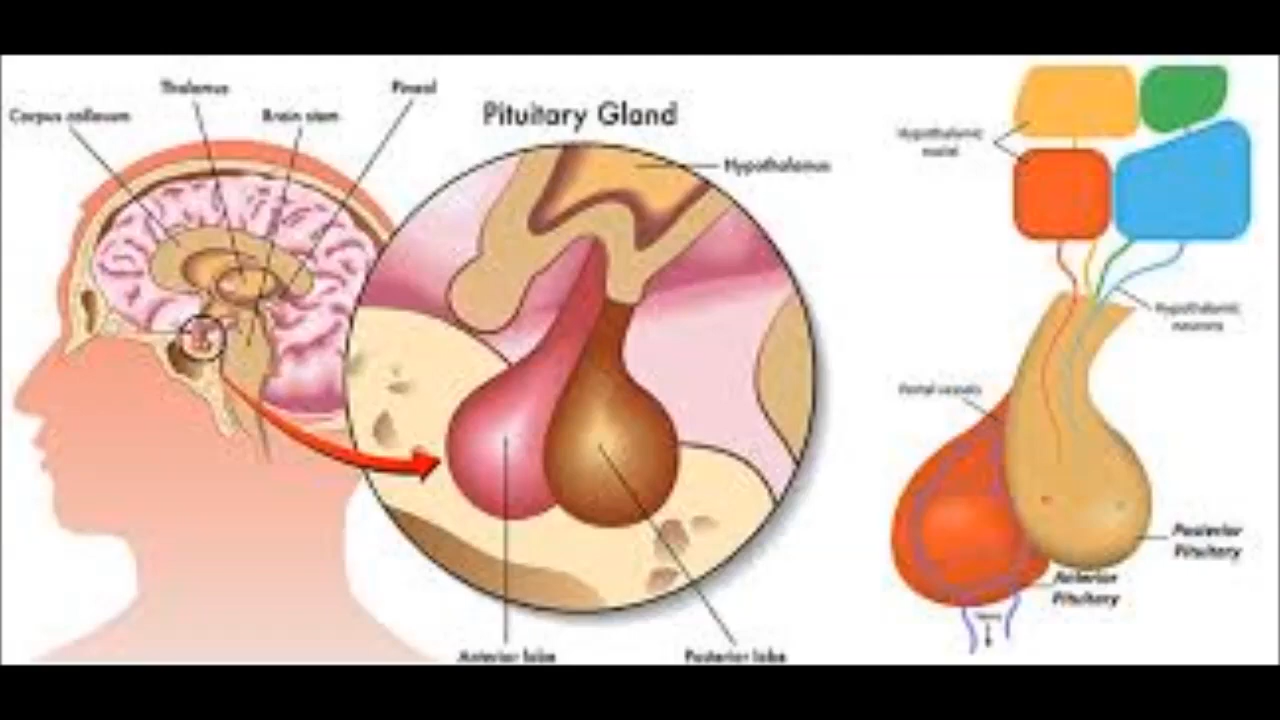 Thalamus
Pineal
Corpus callosum
Brain stem
Pituitary Gland
Hypothalamus
Anterior lobe
Posterior lobe
Hypothalamic
nuclei
Hypothalamic
neurons
Portal vessels
Posterior
Pituitary
Anterior
Pituitary